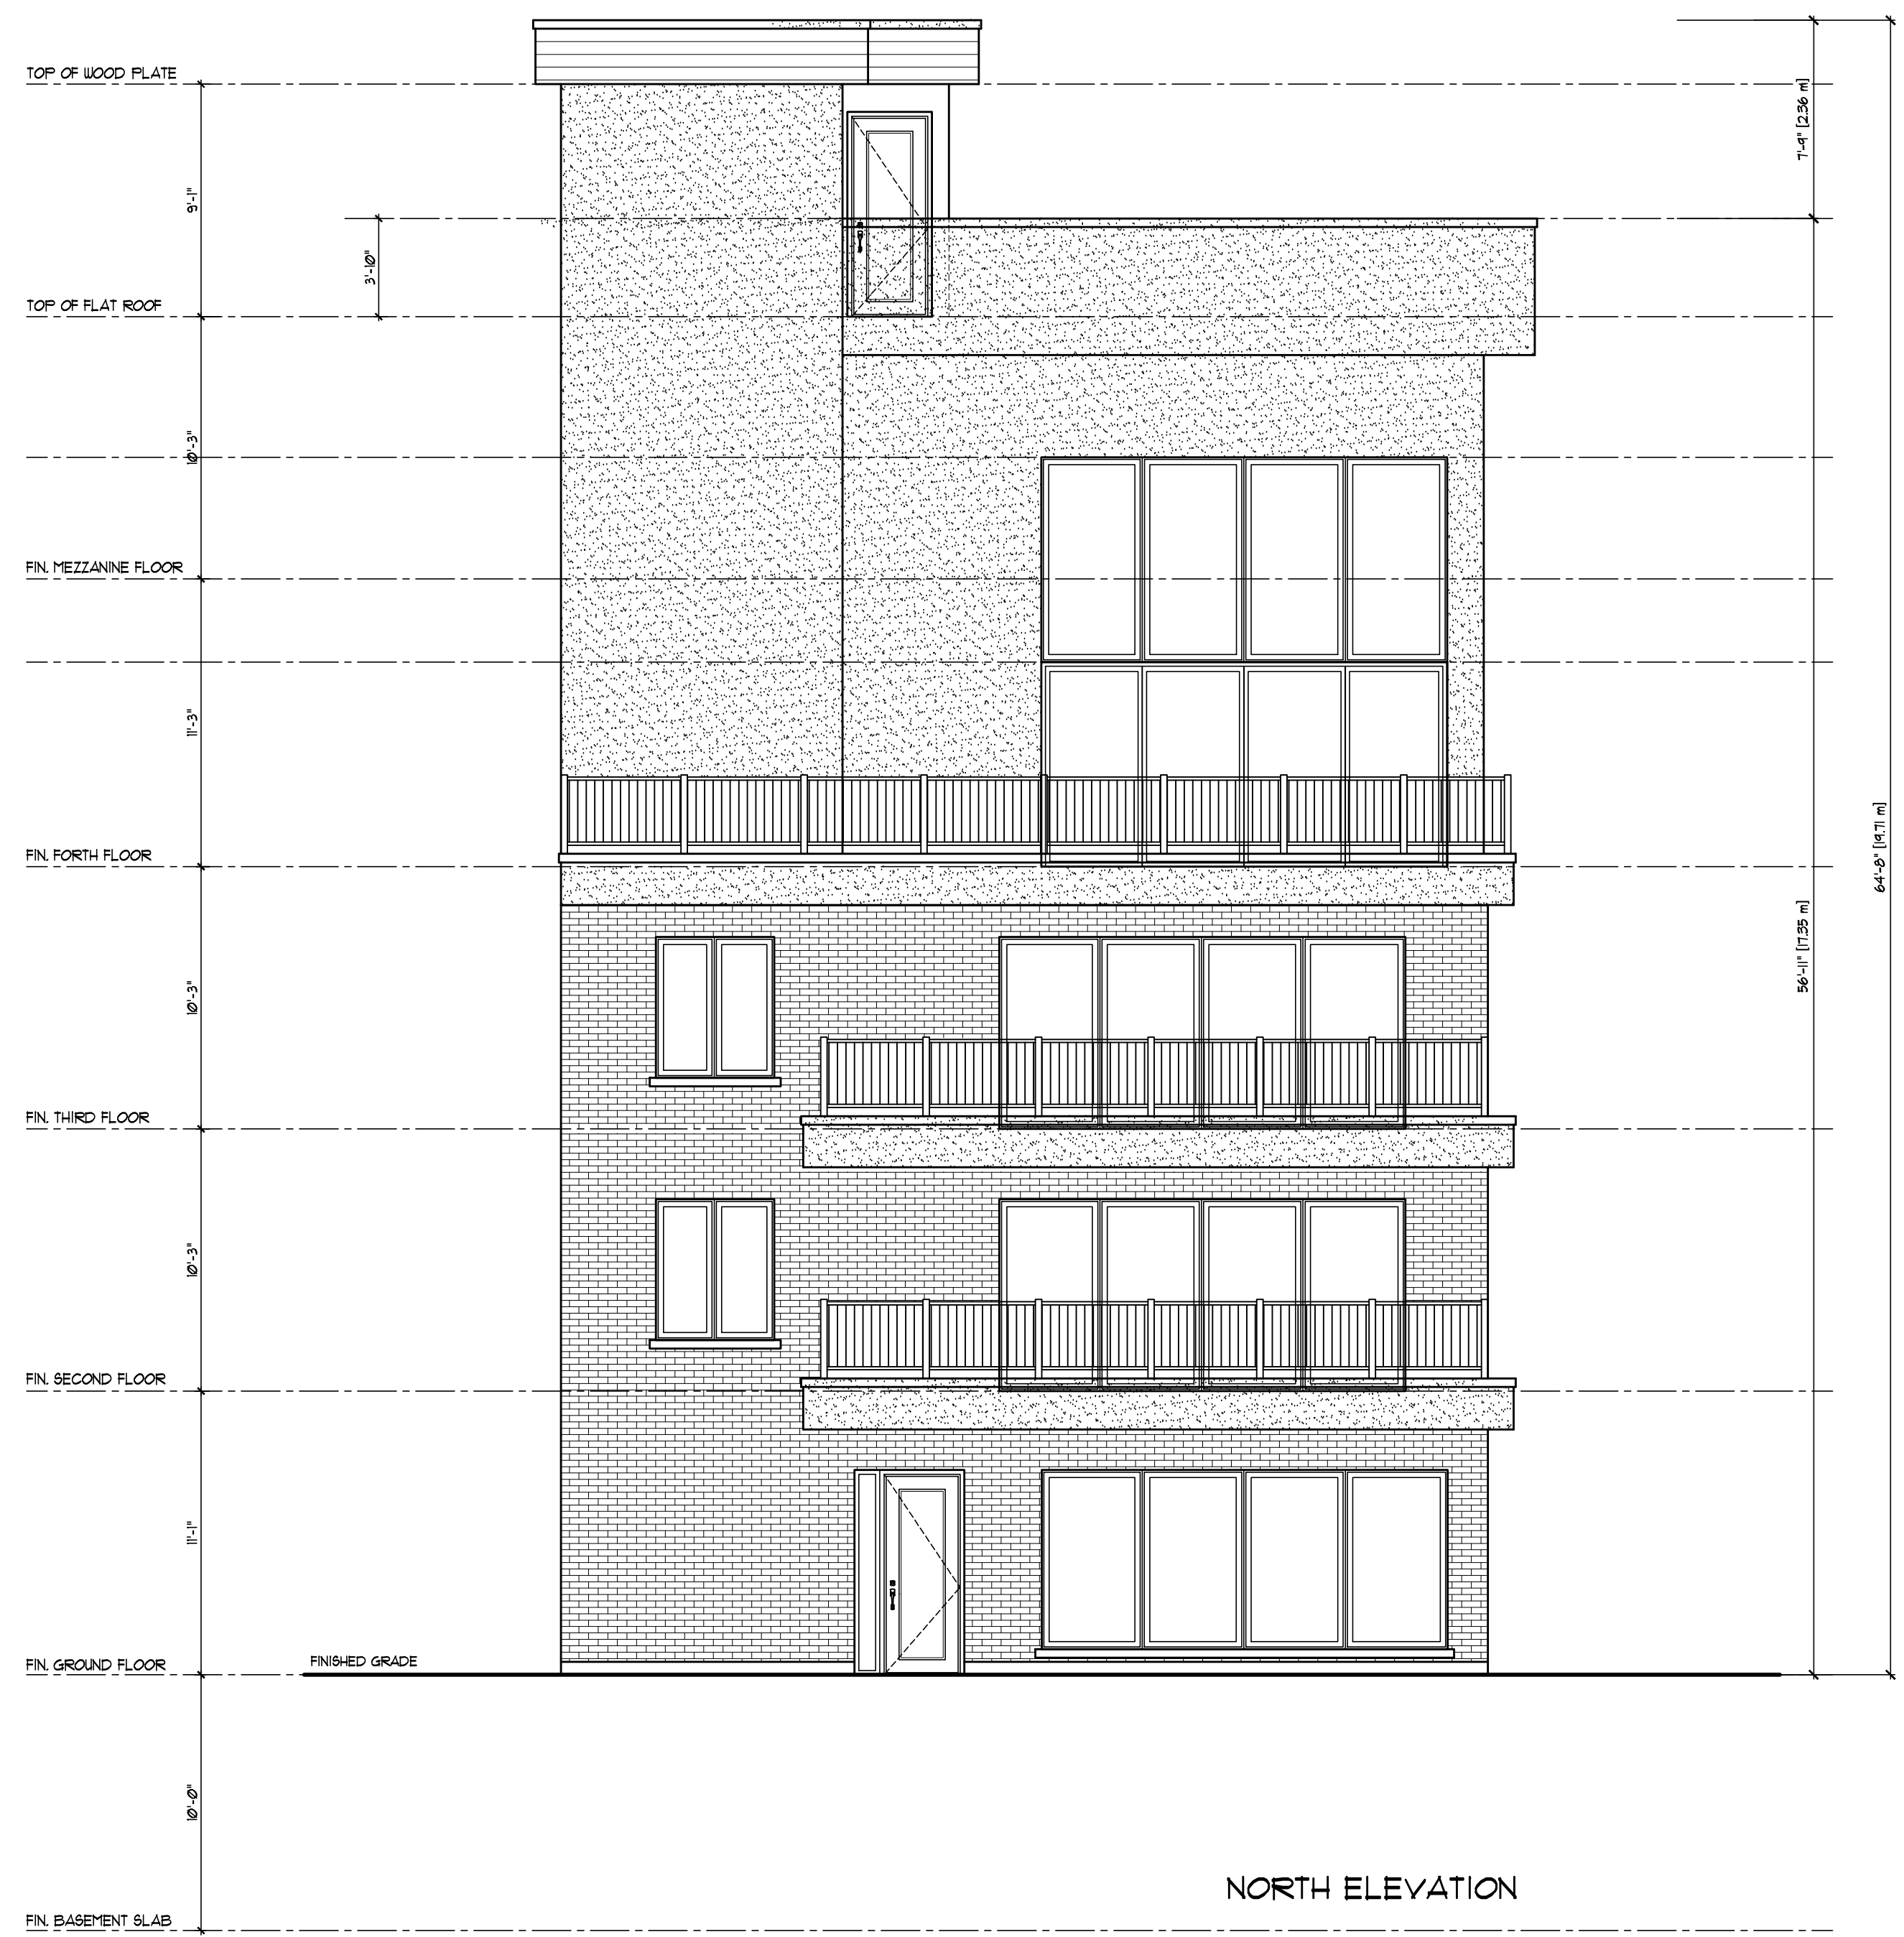 TOP OF WOOD PLATE
7'-9" [2.36 m]
9'-1"
3'-10"
TOP OF FLAT ROOF
10'-3"
FIN. MEZZANINE FLOOR
11'-3"
64'-8" [19.71 m]
FIN. FORTH FLOOR
56'-11" [17.35 m]
10'-3"
FIN. THIRD FLOOR
10'-3"
FIN. SECOND FLOOR
11'-1"
FIN. GROUND FLOOR
FINISHED GRADE
10'-0"
NORTH ELEVATION
FIN. BASEMENT SLAB